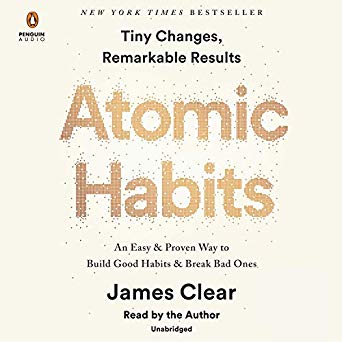 NEW YORK TIMES BESTSELLER
PENGUIN
AUDIO
Tiny Changes,
Remarkable Results
Atomic
Habits
An Easy & Proven Way to
Build Good Habits & Break Bad Ones
James Clear
Read by the Author
Unabridged